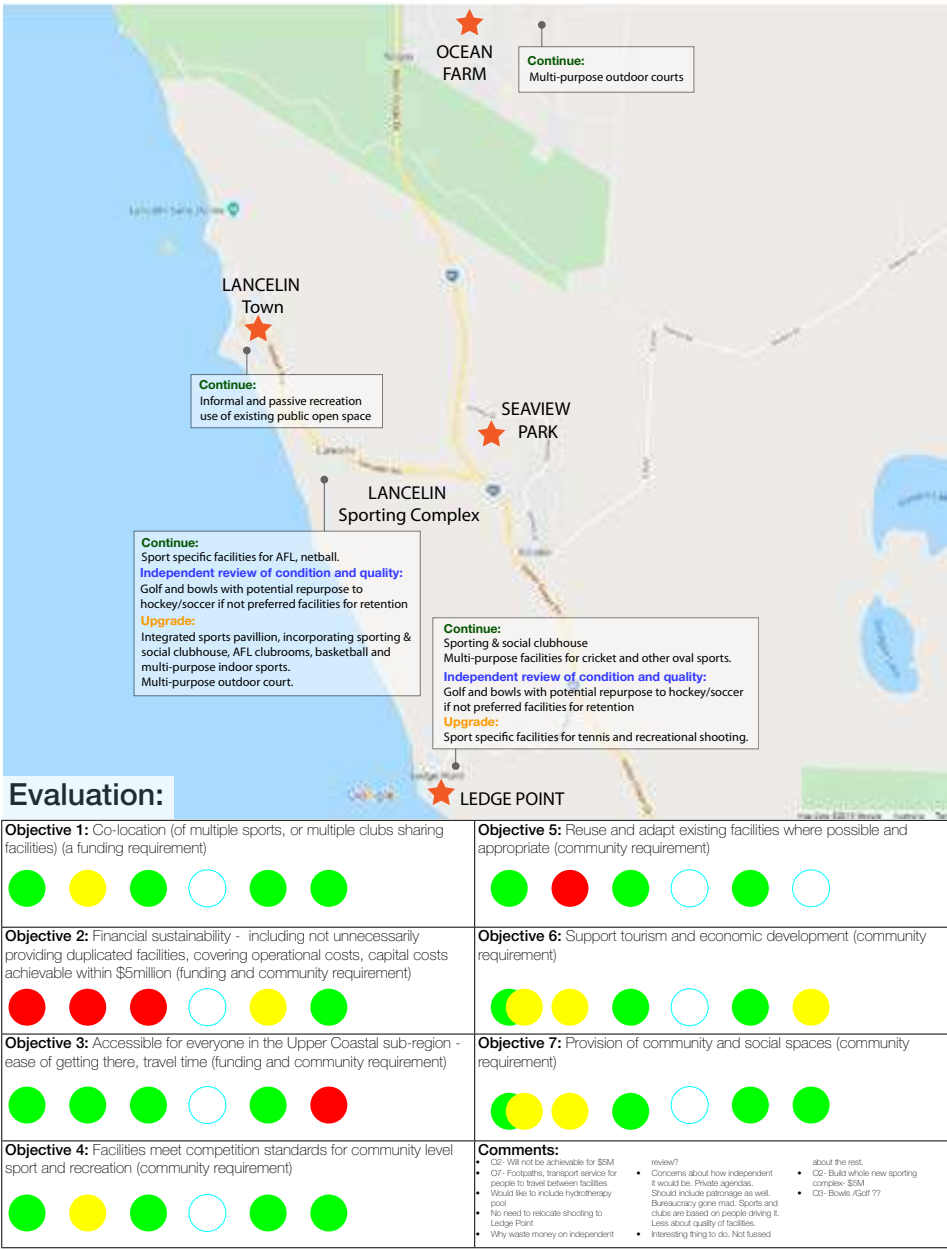 OCEAN
FARM
Continue:
Multi-purpose outdoor courts
LANCELIN
Town
Continue:
Informal and passive recreation
use of existing public open space
SEAVIEW
PARK
LANCELIN
Sporting Complex
Continue:
Sport specific facilities for AFL, netball.
Independent review of condition and quality:
Golf and bowls with potential repurpose to
hockey/soccer if not preferred facilities for retention
Upgrade:
Integrated sports pavillion, incorporating sporting &
social clubhouse, AFL clubrooms, basketball and
multi-purpose indoor sports.
Multi-purpose outdoor court.
Continue:
Sporting & social clubhouse
Multi-purpose facilities for cricket and other oval sports.
Independent review of condition and quality:
Golf and bowls with potential repurpose to hockey/soccer
if not preferred facilities for retention
Upgrade:
Sport specific facilities for tennis and recreational shooting.
Ledge Point
Google
LEDGE POINT
Evaluation:
Objective 1: Co-location (of multiple sports, or multiple clubs sharing
facilities) (a funding requirement)
Objective 2: Financial sustainability - including not unnecessarily
providing duplicated facilities, covering operational costs, capital costs
achievable within $5million (funding and community requirement)
Objective 3: Accessible for everyone in the Upper Coastal sub-region -
ease of getting there, travel time (funding and community requirement)
Objective 4: Facilities meet competition standards for community level
sport and recreation (community requirement)
Objective 5: Reuse and adapt existing facilities where possible and
appropriate (community requirement)
Objective 6: Support tourism and economic development (community
requirement)
Objective 7: Provision of community and social spaces (community
requirement)
Comments:
• O2- Will not be achievable for $5M
• O7- Footpaths, transport service for
people to travel between facilities
• Would like to include hydrotherapy
pool
• No need to relocate shooting to
Ledge Point
• Why waste money on independent
review?
• Concerns about how independent
it would be. Private agendas.
Should include patronage as well.
Bureaucracy gone mad. Sports and
clubs are based on people driving it.
Less about quality of facilities.
• Interesting thing to do. Not fussed
about the rest.
• O2- Build whole new sporting
complex- $5M
• O3- Bowls /Golf ??